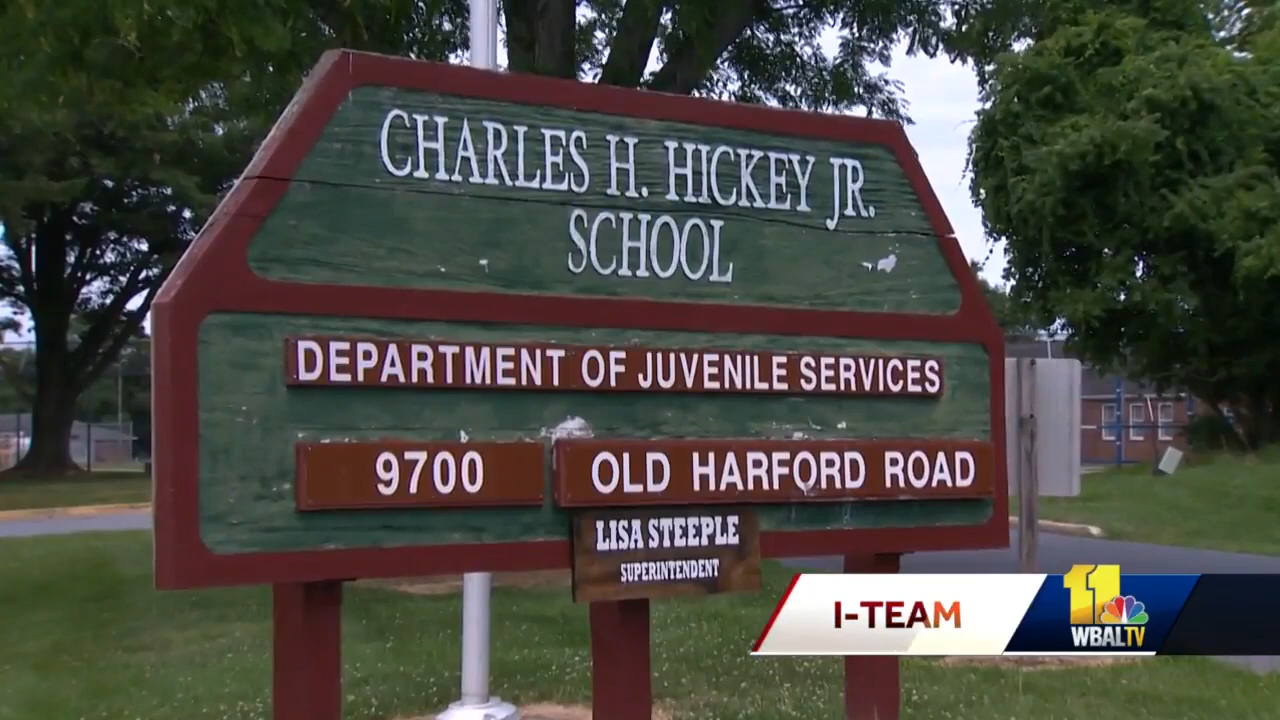 CHARLES H. HICKEY JR.
SCHOOL
DEPARTMENT OF JUVENILE SERVICES
9700 OLD HARFORD ROAD
LISA STEEPLE
SUPERINTENDENT
I-TEAM
11
WBALTV